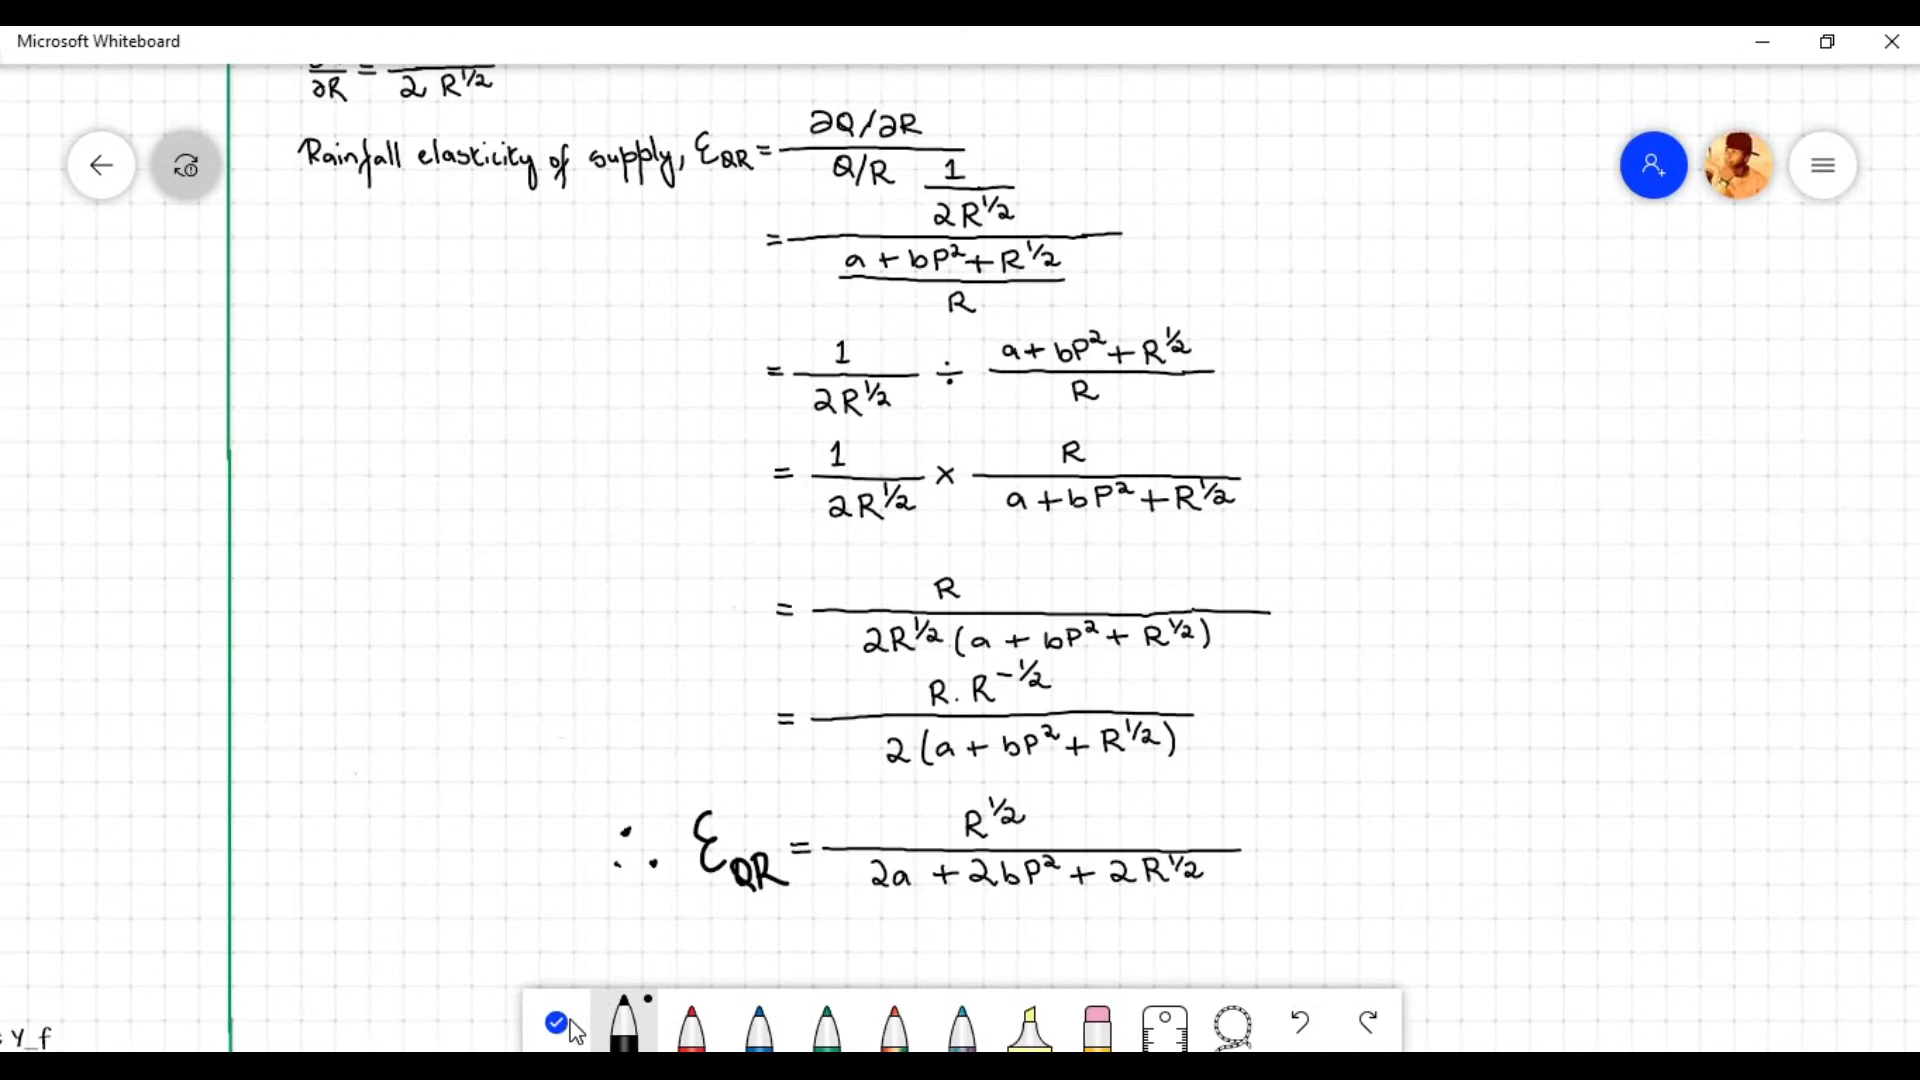 Microsoft Whiteboard
∂R = 2 R^1/2
Rainfall elasticity of supply, ε_QR = (∂Q/∂R) / (Q/R)
= (1 / 2R^1/2) / ((a + bP² + R^1/2) / R)
= 1 / 2R^1/2 ÷ (a + bP² + R^1/2) / R
= 1 / 2R^1/2 × R / (a + bP² + R^1/2)
= R / 2R^1/2 (a + bP² + R^1/2)
= R . R^-1/2 / 2(a + bP² + R^1/2)
∴ ε_QR = R^1/2 / 2a + 2bP² + 2R^1/2
Y_f